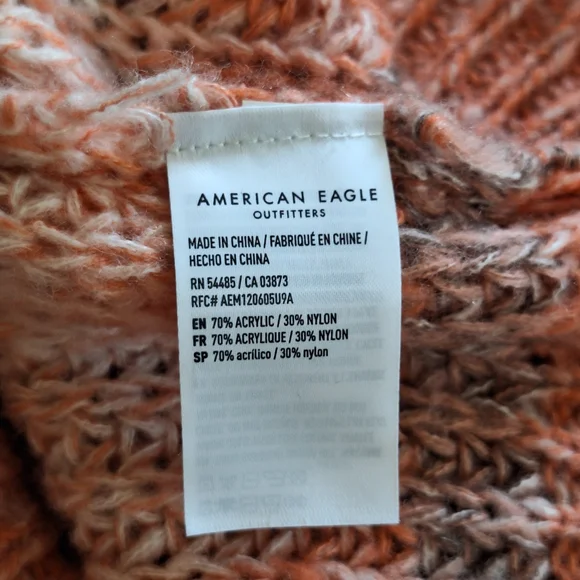 AMERICAN EAGLE
OUTFITTERS
MADE IN CHINA / FABRIQUÉ EN CHINE /
HECHO EN CHINA
RN 54485 / CA 03873
RFC# AEM120605U9A
EN 70% ACRYLIC / 30% NYLON
FR 70% ACRYLIQUE / 30% NYLON
SP 70% acrílico / 30% nylon